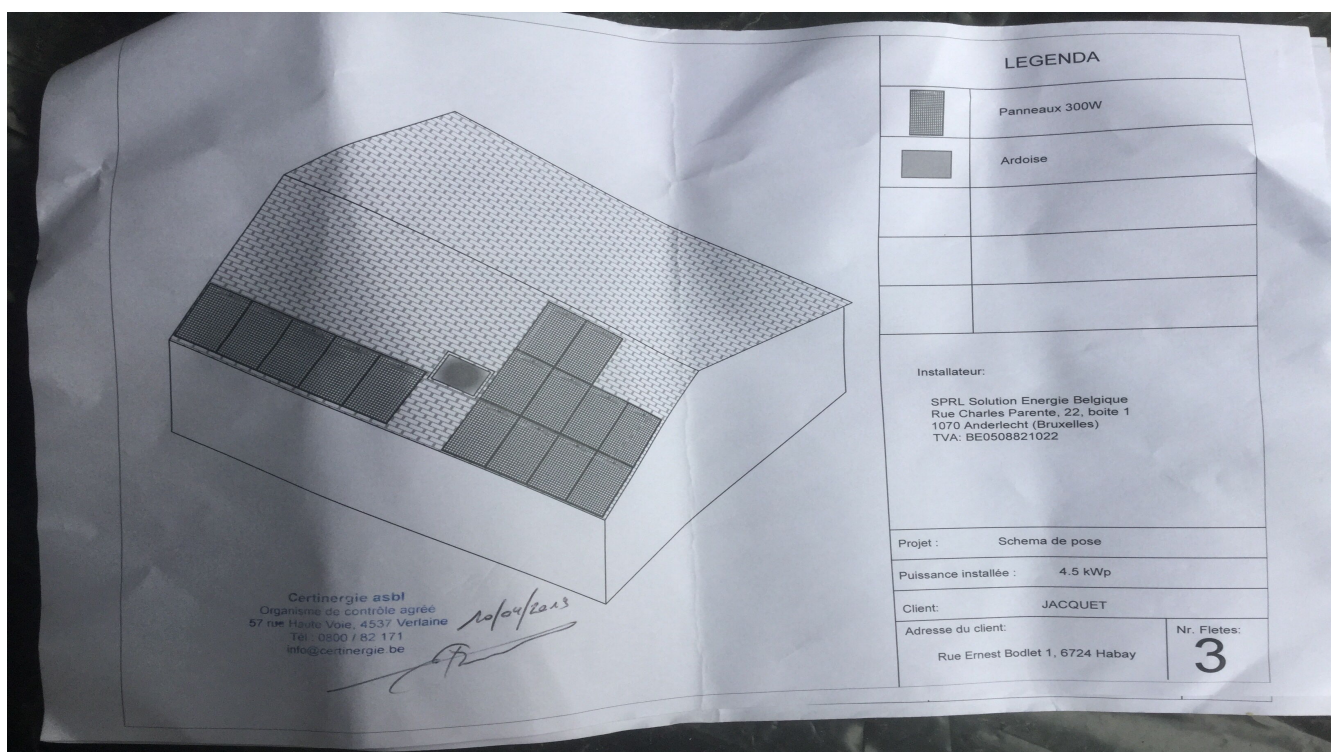 LEGENDA
Panneaux 300W
Ardoise
Installateur:
SPRL Solution Energie Belgique
Rue Charles Parente, 22, boite 1
1070 Anderlecht (Bruxelles)
TVA: BE0508821022
Projet : Schema de pose
Puissance installée : 4.5 kWp
Client: JACQUET
Adresse du client:
Rue Ernest Bodlet 1, 6724 Habay
Nr. Fletes:
3
Certinergie asbl
Organisme de contrôle agréé
57 rue Haute Voie, 4537 Verlaine
Tél : 0800 / 82 171
info@certinergie.be
10/04/2013